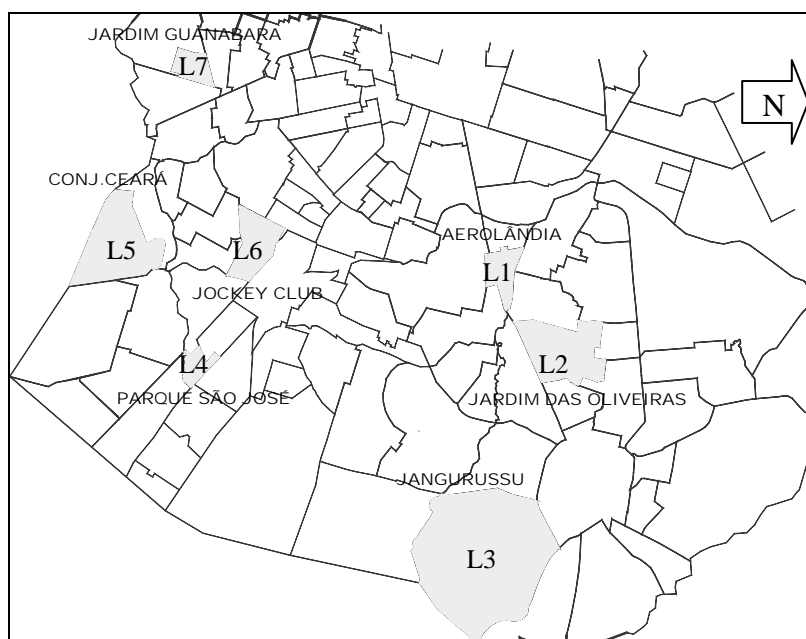 JARDIM GUANABARA
L7
N
CONJ.CEARÁ
AEROLÂNDIA
L5
L6
L1
JOCKEY CLUB
L4
L2
PARQUE SÃO JOSÉ
JARDIM DAS OLIVEIRAS
JANGURUSSU
L3